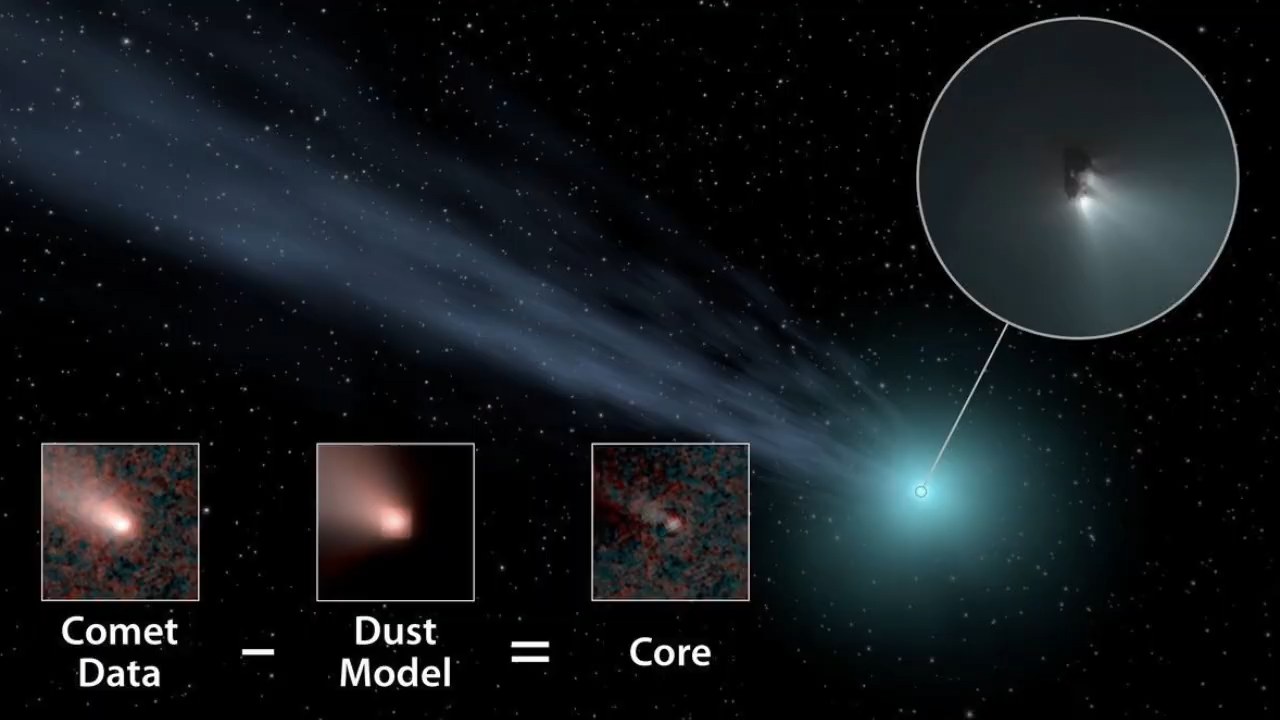 Comet
Data
–
Dust
Model
=
Core